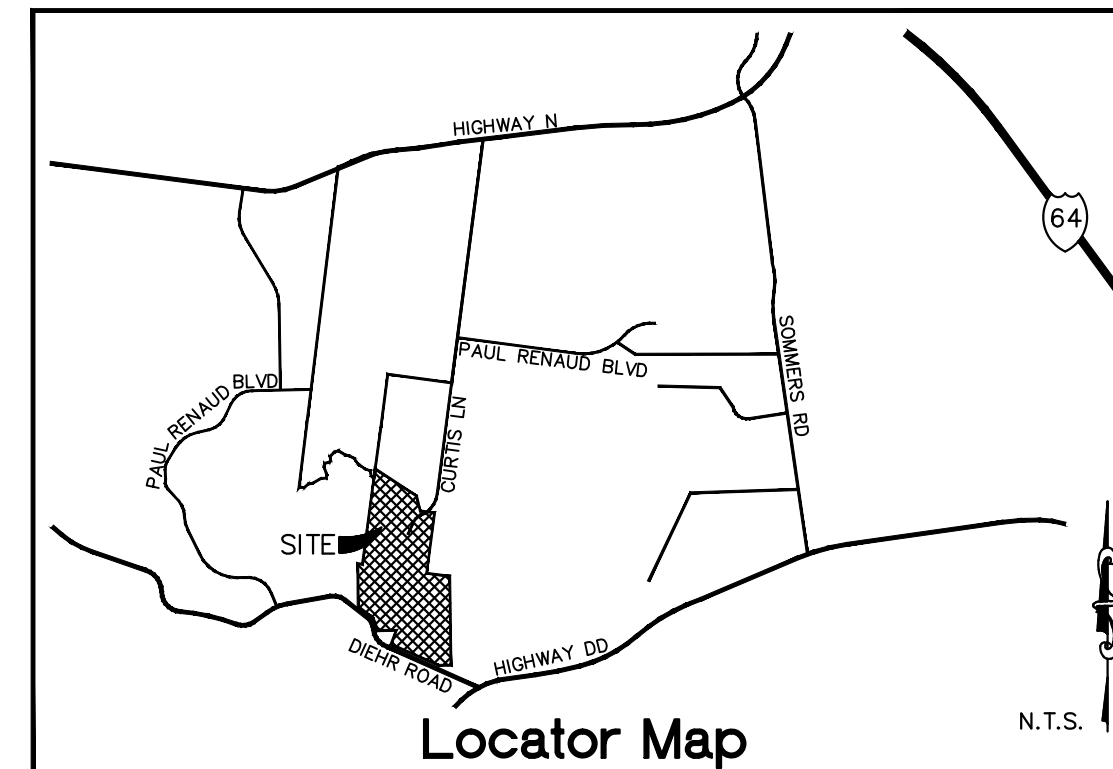 HIGHWAY N
64
SOMMERS RD
PAUL RENAUD BLVD
PAUL RENAUD BLVD
CURTIS LN
SITE
DIEHR ROAD
HIGHWAY DD
N.T.S.
Locator Map